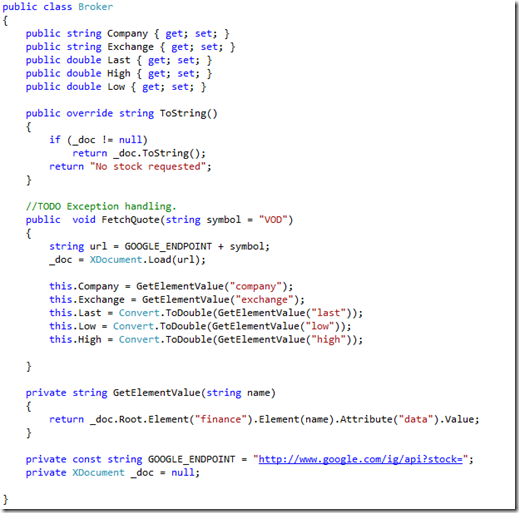 public class Broker
{
    public string Company { get; set; }
    public string Exchange { get; set; }
    public double Last { get; set; }
    public double High { get; set; }
    public double Low { get; set; }

    public override string ToString()
    {
        if (_doc != null)
            return _doc.ToString();
        return "No stock requested";
    }

    //TODO Exception handling.
    public  void FetchQuote(string symbol = "VOD")
    {
        string url = GOOGLE_ENDPOINT + symbol;
        _doc = XDocument.Load(url);

        this.Company = GetElementValue("company");
        this.Exchange = GetElementValue("exchange");
        this.Last = Convert.ToDouble(GetElementValue("last"));
        this.Low = Convert.ToDouble(GetElementValue("low"));
        this.High = Convert.ToDouble(GetElementValue("high"));

    }

    private string GetElementValue(string name)
    {
        return _doc.Root.Element("finance").Element(name).Attribute("data").Value;
    }

    private const string GOOGLE_ENDPOINT = "http://www.google.com/ig/api?stock=";
    private XDocument _doc = null;

}